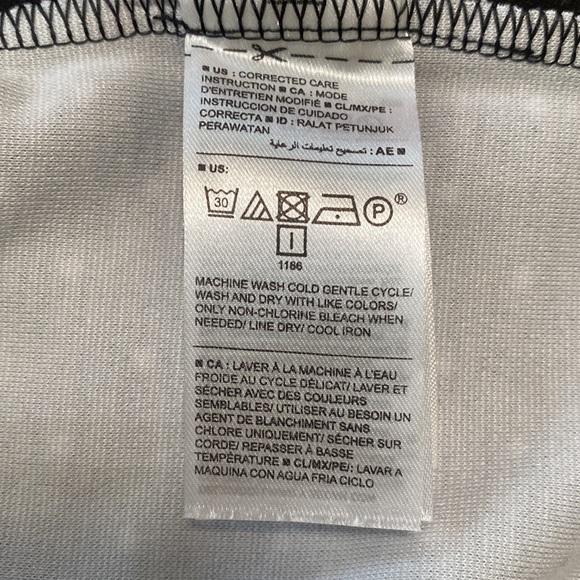 US : CORRECTED CARE
INSTRUCTION ■ CA : MODE
D'ENTRETIEN MODIFIÉ ■ CL/MX/PE :
INSTRUCCION DE CUIDADO
CORRECTA ■ ID : RALAT PETUNJUK
PERAWATAN
■ AE : تصحيح تعليمات الرعاية
■ US:
30 P ®
1186
MACHINE WASH COLD GENTLE CYCLE/
WASH AND DRY WITH LIKE COLORS/
ONLY NON-CHLORINE BLEACH WHEN
NEEDED/ LINE DRY/ COOL IRON
■ CA : LAVER À LA MACHINE À L'EAU
FROIDE AU CYCLE DÉLICAT/ LAVER ET
SÉCHER AVEC DES COULEURS
SEMBLABLES/ UTILISER AU BESOIN UN
AGENT DE BLANCHIMENT SANS
CHLORE UNIQUEMENT/ SÉCHER SUR
CORDE/ REPASSER À BASSE
TEMPÉRATURE ■ CL/MX/PE/: LAVAR A
MAQUINA CON AGUA FRIA CICLO